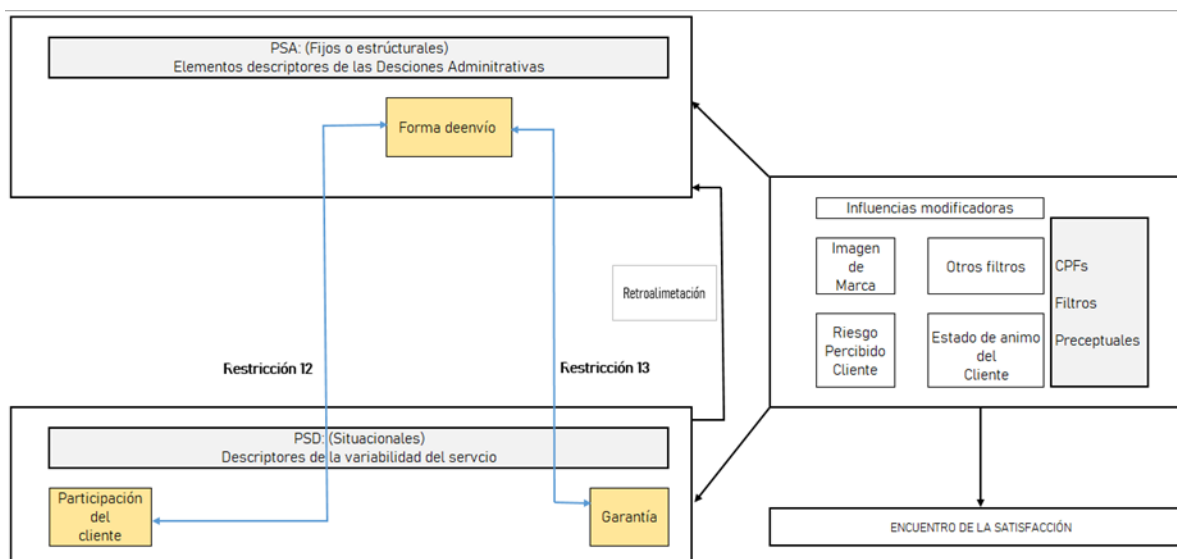 PSA: (Fijos o estrúcturales)
Elementos descriptores de las Desciones Adminitrativas
Forma deenvío
Influencias modificadoras
Imagen
de
Marca
Otros filtros
CPFs
Filtros
Preceptuales
Riesgo
Percibido
Cliente
Estado de animo
del
Cliente
Retroalimetación
Restricción 12
Restricción 13
PSD: (Situacionales)
Descriptores de la variabilidad del servcio
Participación
del
cliente
Garantía
ENCUENTRO DE LA SATISFACCIÓN